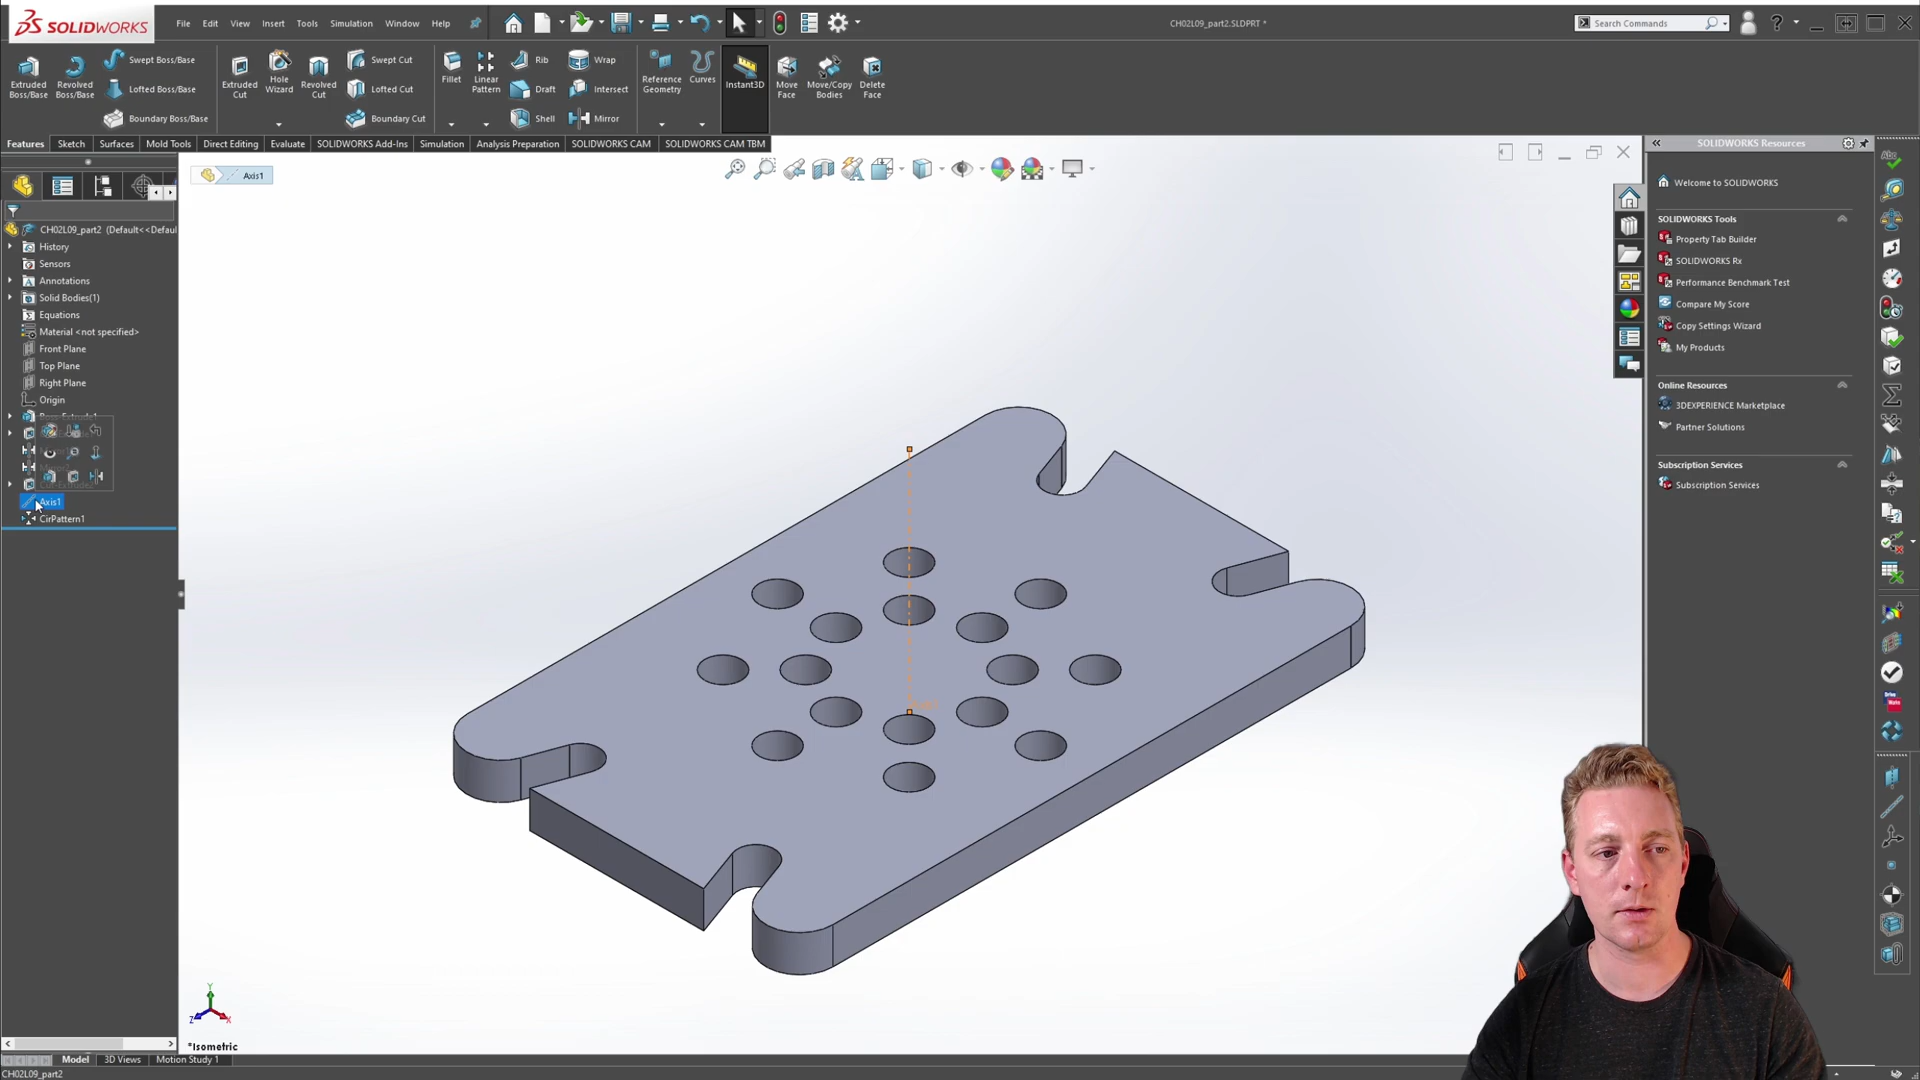 SOLIDWORKS
File Edit View Insert Tools Simulation Window Help
CH02L09_part2.SLDPRT *
Search Commands
Extruded Boss/Base
Revolved Boss/Base
Swept Boss/Base
Lofted Boss/Base
Boundary Boss/Base
Extruded Cut
Hole Wizard
Revolved Cut
Swept Cut
Lofted Cut
Boundary Cut
Fillet
Linear Pattern
Rib
Draft
Shell
Wrap
Intersect
Mirror
Reference Geometry
Curves
Instant3D
Move Face
Move/Copy Bodies
Delete Face
Features Sketch Surfaces Mold Tools Direct Editing Evaluate SOLIDWORKS Add-Ins Simulation Analysis Preparation SOLIDWORKS CAM SOLIDWORKS CAM TBM
Axis1
CH02L09_part2 (Default<<Defaul
History
Sensors
Annotations
Solid Bodies(1)
Equations
Material <not specified>
Front Plane
Top Plane
Right Plane
Origin
Axis1
CirPattern1
SOLIDWORKS Resources
Welcome to SOLIDWORKS
SOLIDWORKS Tools
Property Tab Builder
SOLIDWORKS Rx
Performance Benchmark Test
Compare My Score
Copy Settings Wizard
My Products
Online Resources
3DEXPERIENCE Marketplace
Partner Solutions
Subscription Services
Subscription Services
Y
Z
X
*Isometric
Model 3D Views Motion Study 1
CH02L09_part2